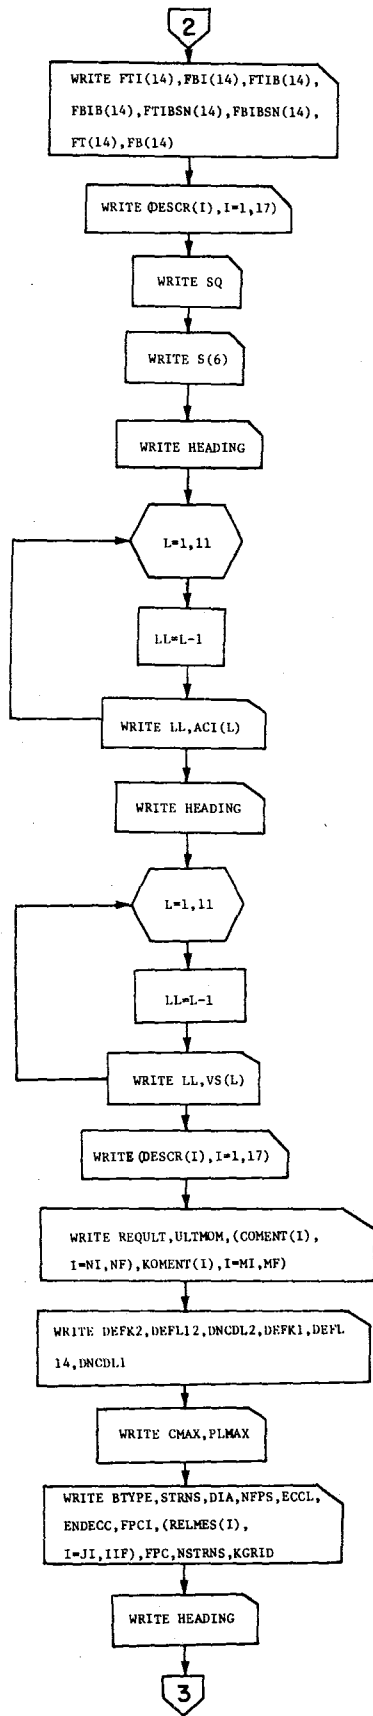 2
WRITE FTI(14),FBI(14),FTIB(14),
FBIB(14),FTIBSN(14),FBIBSN(14),
FT(14),FB(14)
WRITE (DESCR(I),I=1,17)
WRITE SQ
WRITE S(6)
WRITE HEADING
L=1,11
LL=L-1
WRITE LL,ACI(L)
WRITE HEADING
L=1,11
LL=L-1
WRITE LL,VS(L)
WRITE (DESCR(I),I=1,17)
WRITE REQULT,ULTMOM,(COMENT(I),
I=NI,NF),KOMENT(I),I=MI,MF)
WRITE DEFK2,DEFL12,DNCDL2,DEFK1,DEFL
14,DNCDL1
WRITE CMAX,PLMAX
WRITE BTYPE,STRNS,DIA,NFPS,ECCL,
ENDECC,FPCI,(RELMES(I),
I=JI,IIF),FPC,NSTRNS,KGRID
WRITE HEADING
3